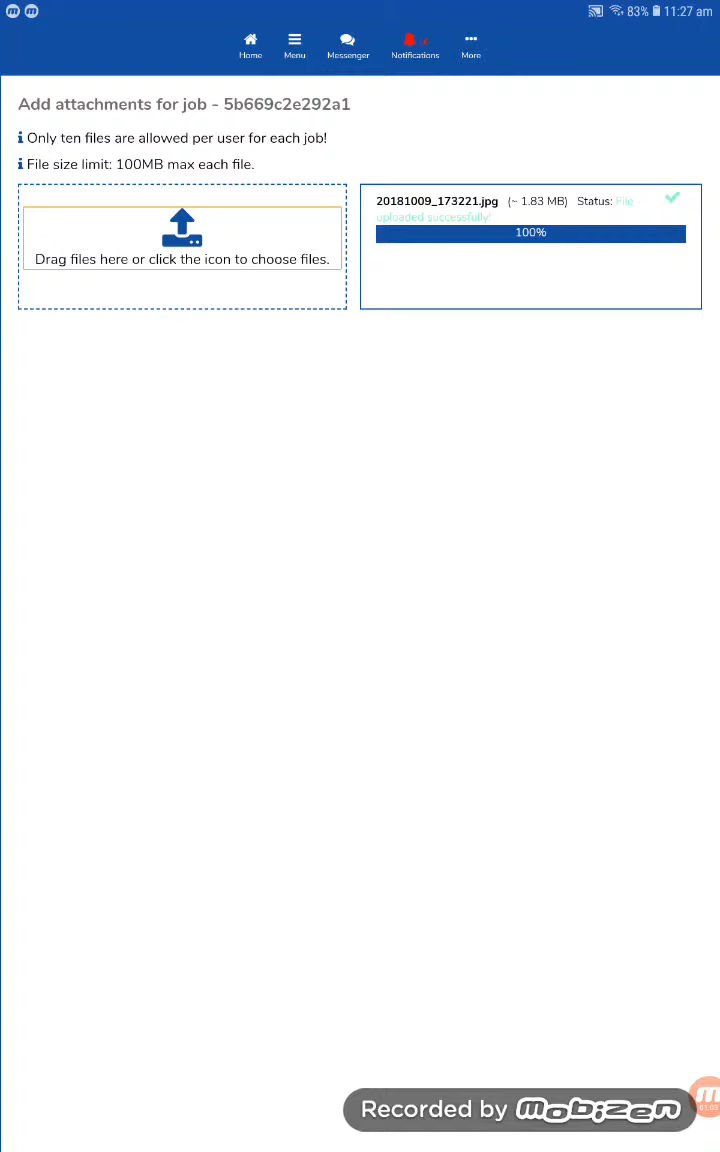 83% 11:27 am
Home Menu Messenger Notifications More
Add attachments for job - 5b669c2e292a1
Only ten files are allowed per user for each job!
File size limit: 100MB max each file.
Drag files here or click the icon to choose files.
20181009_173221.jpg (~ 1.83 MB) Status: File
uploaded successfully!
100%
Recorded by mobizen
01:03